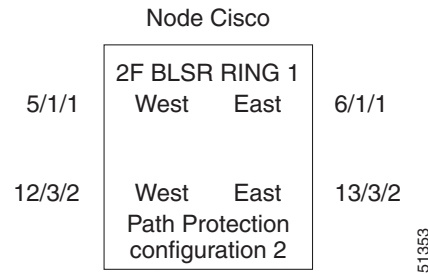 Node Cisco
2F BLSR RING 1
5/1/1 West East 6/1/1
12/3/2 West East 13/3/2
Path Protection
configuration 2
51353